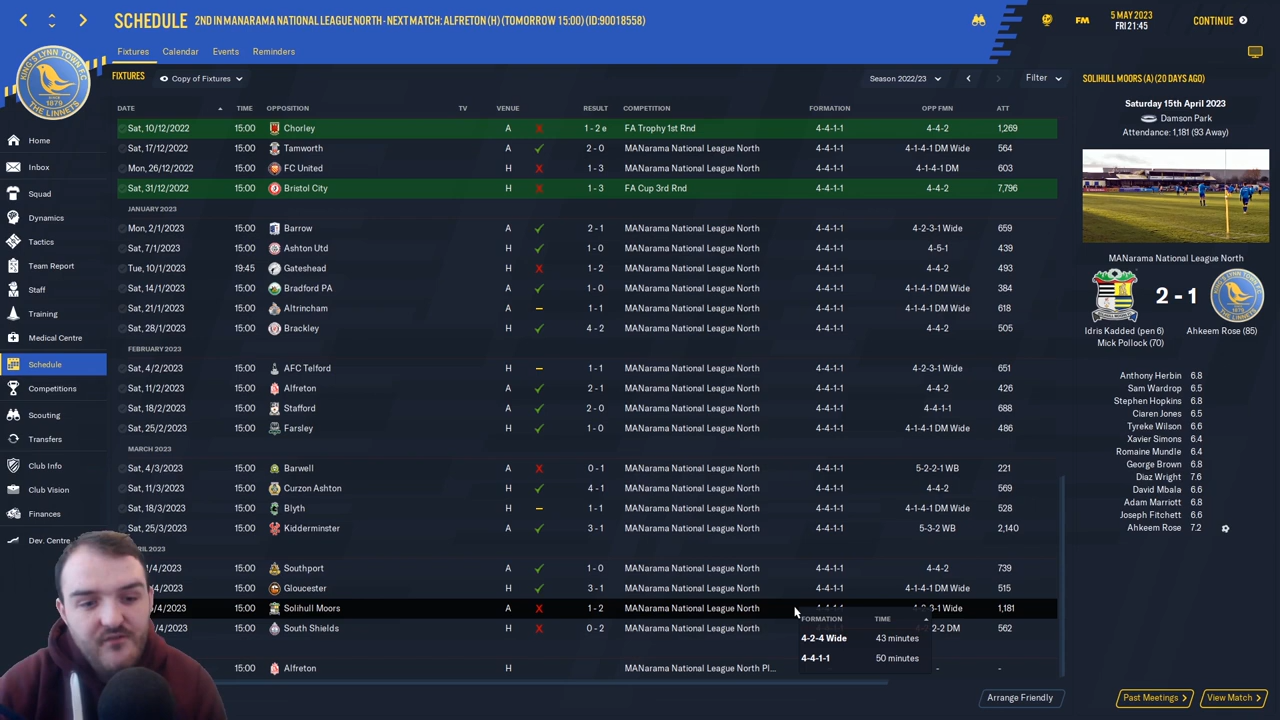 SCHEDULE 2ND IN MANARAMA NATIONAL LEAGUE NORTH - NEXT MATCH: ALFRETON (H) (TOMORROW 15:00) (ID:90018558) FM 5 MAY 2023 FRI 21:45 CONTINUE
Fixtures Calendar Events Reminders
FIXTURES Copy of Fixtures Season 2022/23 Filter
DATE TIME OPPOSITION TV VENUE RESULT COMPETITION FORMATION OPP FMN ATT
Sat, 10/12/2022 15:00 Chorley A 1 - 2 e FA Trophy 1st Rnd 4-4-1-1 4-4-2 1,269
Sat, 17/12/2022 15:00 Tamworth A 2 - 0 MANarama National League North 4-4-1-1 4-1-4-1 DM Wide 564
Mon, 26/12/2022 15:00 FC United H 1 - 3 MANarama National League North 4-4-1-1 4-1-4-1 DM 603
Sat, 31/12/2022 15:00 Bristol City H 1 - 3 FA Cup 3rd Rnd 4-4-1-1 4-4-2 7,796
JANUARY 2023
Mon, 2/1/2023 15:00 Barrow A 2 - 1 MANarama National League North 4-4-1-1 4-2-3-1 Wide 659
Sat, 7/1/2023 15:00 Ashton Utd H 1 - 0 MANarama National League North 4-4-1-1 4-5-1 439
Tue, 10/1/2023 19:45 Gateshead H 1 - 2 MANarama National League North 4-4-1-1 4-4-2 493
Sat, 14/1/2023 15:00 Bradford PA A 1 - 0 MANarama National League North 4-4-1-1 4-1-4-1 DM Wide 384
Sat, 21/1/2023 15:00 Altrincham A 1 - 1 MANarama National League North 4-4-1-1 4-1-4-1 DM Wide 618
Sat, 28/1/2023 15:00 Brackley H 4 - 2 MANarama National League North 4-4-1-1 4-4-2 505
FEBRUARY 2023
Sat, 4/2/2023 15:00 AFC Telford H 1 - 1 MANarama National League North 4-4-1-1 4-2-3-1 Wide 651
Sat, 11/2/2023 15:00 Alfreton A 2 - 1 MANarama National League North 4-4-1-1 4-4-2 426
Sat, 18/2/2023 15:00 Stafford A 2 - 0 MANarama National League North 4-4-1-1 4-4-1-1 688
Sat, 25/2/2023 15:00 Farsley H 1 - 0 MANarama National League North 4-4-1-1 4-1-4-1 DM Wide 486
MARCH 2023
Sat, 4/3/2023 15:00 Barwell A 0 - 1 MANarama National League North 4-4-1-1 5-2-2-1 WB 221
Sat, 11/3/2023 15:00 Curzon Ashton H 4 - 1 MANarama National League North 4-4-1-1 4-4-2 569
Sat, 18/3/2023 15:00 Blyth H 1 - 1 MANarama National League North 4-4-1-1 4-1-4-1 DM Wide 528
Sat, 25/3/2023 15:00 Kidderminster A 3 - 1 MANarama National League North 4-4-1-1 5-3-2 WB 2,140
2023
/4/2023 15:00 Southport A 1 - 0 MANarama National League North 4-4-1-1 4-4-2 739
/4/2023 15:00 Gloucester H 3 - 1 MANarama National League North 4-4-1-1 4-1-4-1 DM Wide 515
/4/2023 15:00 Solihull Moors A 1 - 2 MANarama National League North Wide 1,181
/4/2023 15:00 South Shields H 0 - 2 MANarama National League North DM 562
15:00 Alfreton H MANarama National League North Pl... - -
FORMATION TIME
4-2-4 Wide 43 minutes
4-4-1-1 50 minutes
Arrange Friendly
KING'S LYNN TOWN F.C
1879
THE LINNETS
Home
Inbox
Squad
Dynamics
Tactics
Team Report
Staff
Training
Medical Centre
Schedule
Competitions
Scouting
Transfers
Club Info
Club Vision
Finances
Dev. Centre
SOLIHULL MOORS (A) (20 DAYS AGO)
Saturday 15th April 2023
Damson Park
Attendance: 1,181 (93 Away)
MANarama National League North
2 - 1
Idris Kadded (pen 6) Ahkeem Rose (85)
Mick Pollock (70)
Anthony Herbin 6.8
Sam Wardrop 6.5
Stephen Hopkins 6.8
Ciaren Jones 6.5
Tyreke Wilson 6.6
Xavier Simons 6.4
Romaine Mundle 6.4
George Brown 6.8
Diaz Wright 7.6
David Mbala 6.6
Adam Marriott 6.8
Joseph Fitchett 6.6
Ahkeem Rose 7.2
Past Meetings > View Match >